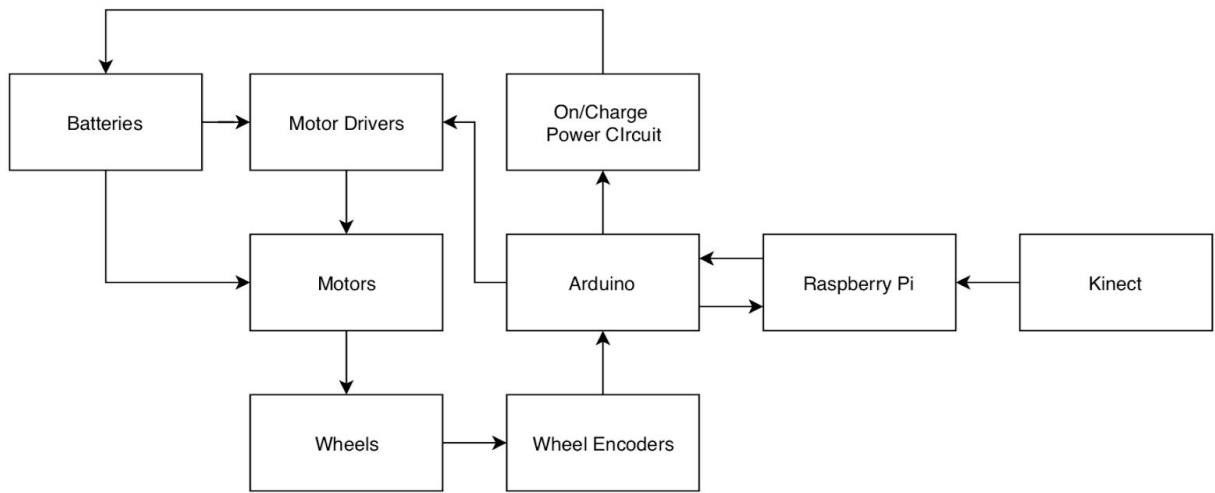 Batteries
Motor Drivers
On/Charge
Power CIrcuit
Motors
Arduino
Raspberry Pi
Kinect
Wheels
Wheel Encoders